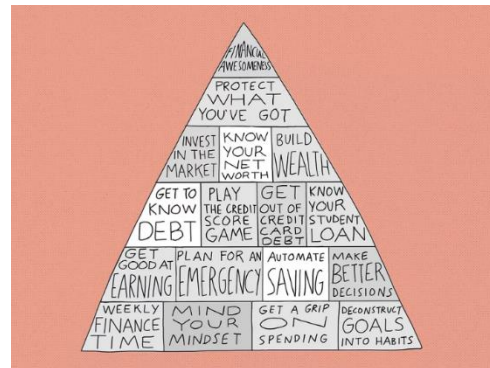 FINANCIAL
AWESOMENESS
PROTECT
WHAT
YOU'VE GOT
INVEST
IN THE
MARKET
KNOW
YOUR
NET
WORTH
BUILD
WEALTH
GET TO
KNOW
DEBT
PLAY
THE CREDIT
SCORE
GAME
GET
OUT OF
CREDIT
CARD
DEBT
KNOW
YOUR
STUDENT
LOAN
GET
GOOD AT
EARNING
PLAN FOR AN
EMERGENCY
AUTOMATE
SAVING
MAKE
BETTER
DECISIONS
WEEKLY
FINANCE
TIME
MIND
YOUR
MINDSET
GET A GRIP
ON
SPENDING
DECONSTRUCT
GOALS
INTO HABITS